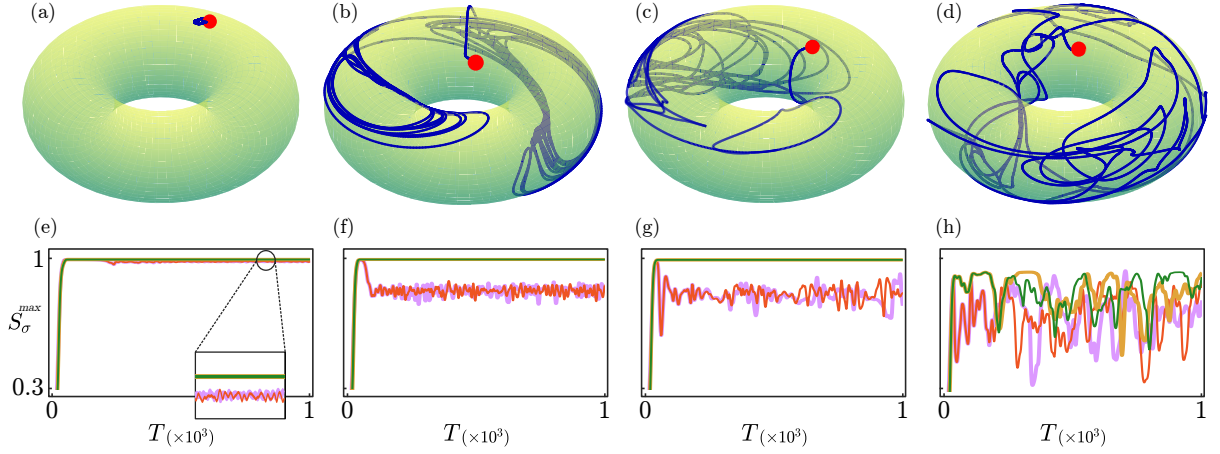 (a) (b) (c) (d)
(e) (f) (g) (h)
1
S_σ^max
0.3
0 1 0 1 0 1 0 1
T(×10³) T(×10³) T(×10³) T(×10³)